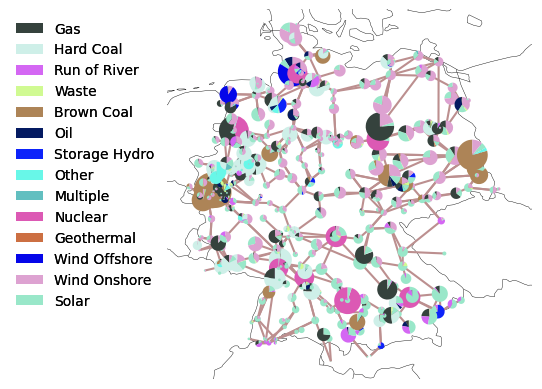 Gas
Hard Coal
Run of River
Waste
Brown Coal
Oil
Storage Hydro
Other
Multiple
Nuclear
Geothermal
Wind Offshore
Wind Onshore
Solar